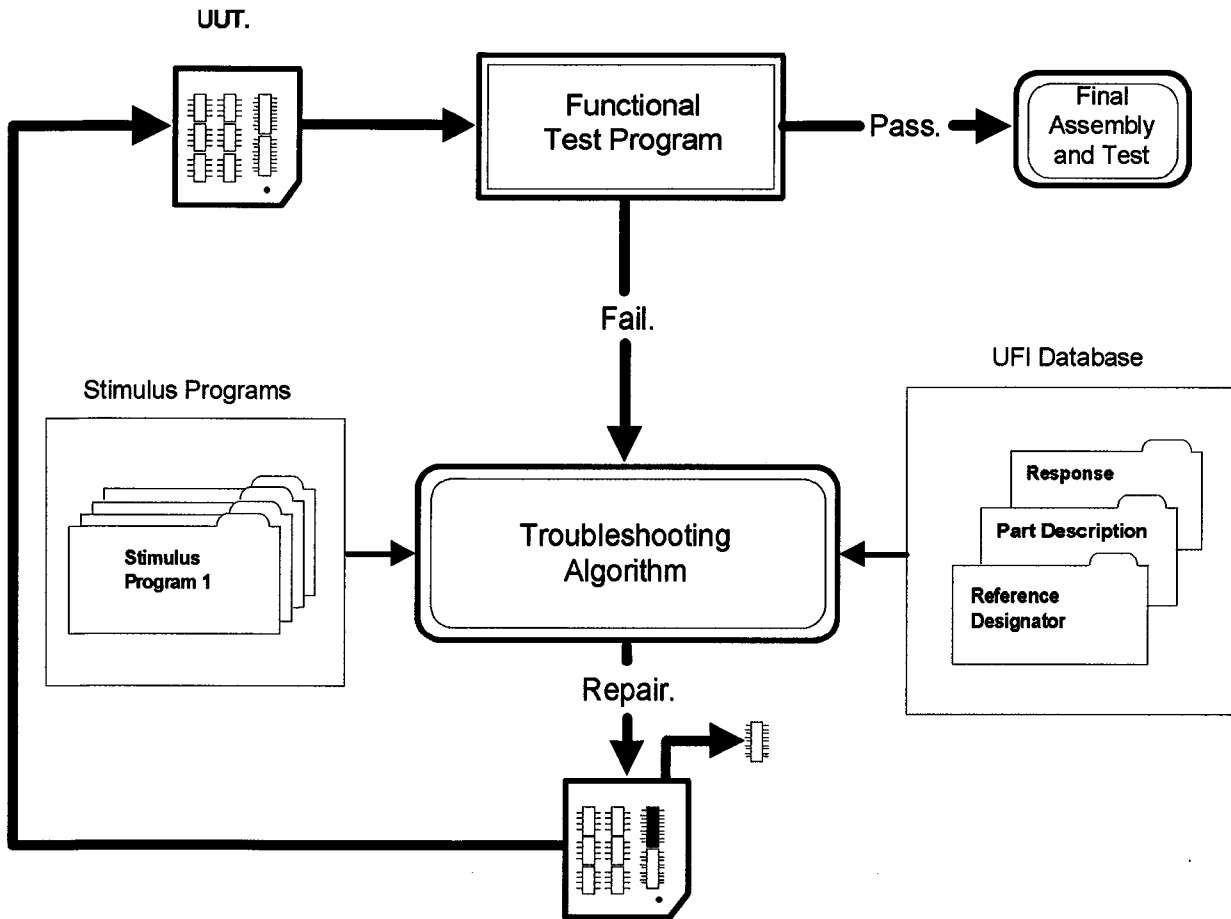 UUT.
Functional
Test Program
Pass.
Final
Assembly
and Test
Fail.
Stimulus Programs
Stimulus
Program 1
Troubleshooting
Algorithm
UFI Database
Response
Part Description
Reference
Designator
Repair.